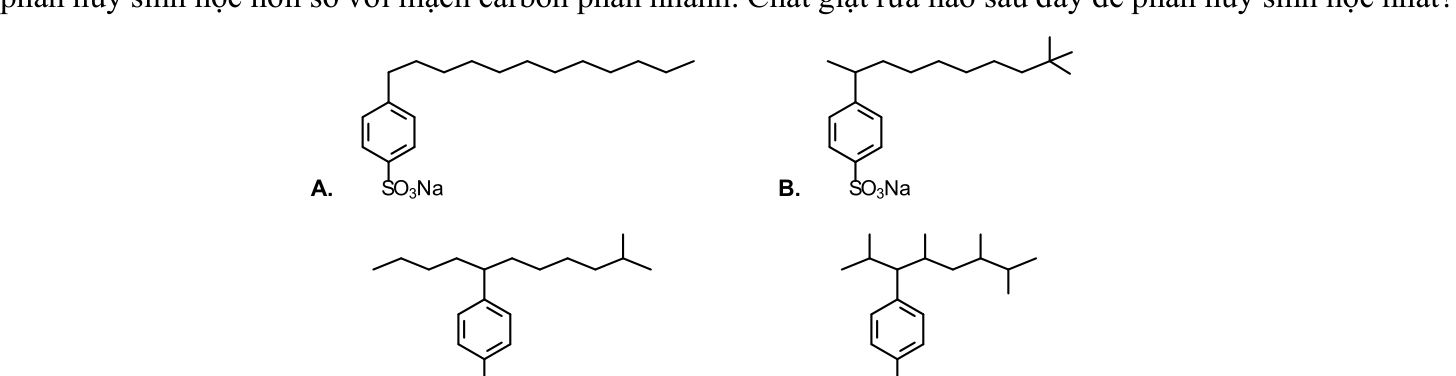 phân hủy sinh học hơn so với mạch carbon phân nhánh. Chất giặt rửa nào sau đây dễ phân hủy sinh học nhất?
A. SO₃Na B. SO₃Na